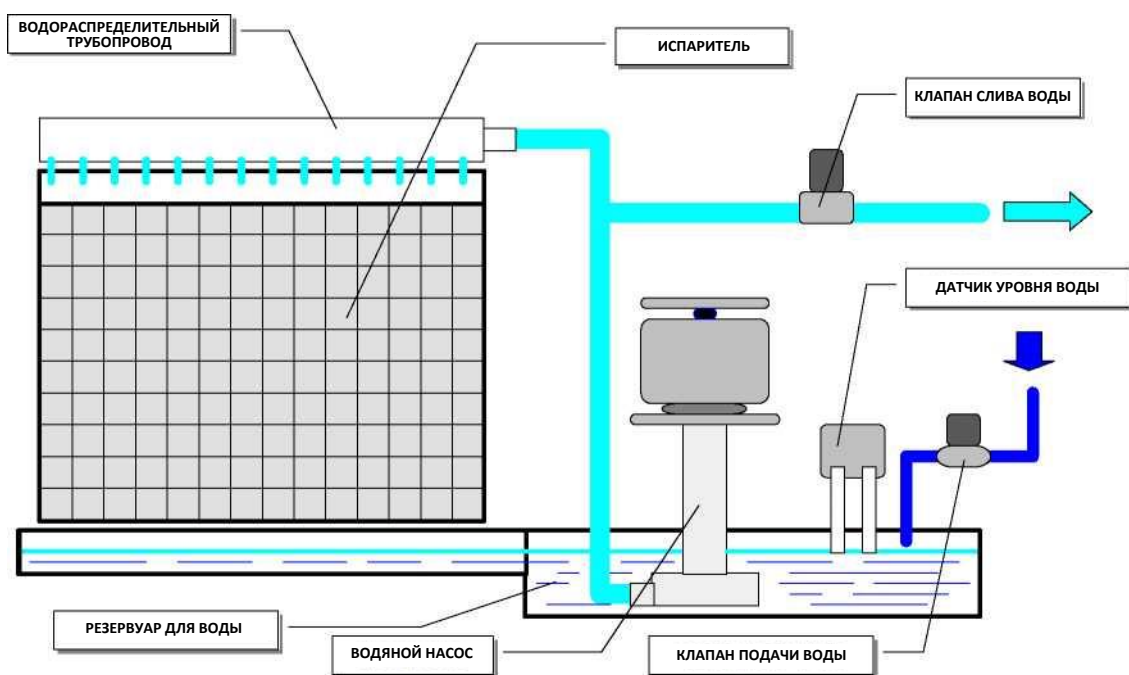 ВОДОРАСПРЕДЕЛИТЕЛЬНЫЙ
ТРУБОПРОВОД
ИСПАРИТЕЛЬ
КЛАПАН СЛИВА ВОДЫ
ДАТЧИК УРОВНЯ ВОДЫ
РЕЗЕРВУАР ДЛЯ ВОДЫ
ВОДЯНОЙ НАСОС
КЛАПАН ПОДАЧИ ВОДЫ